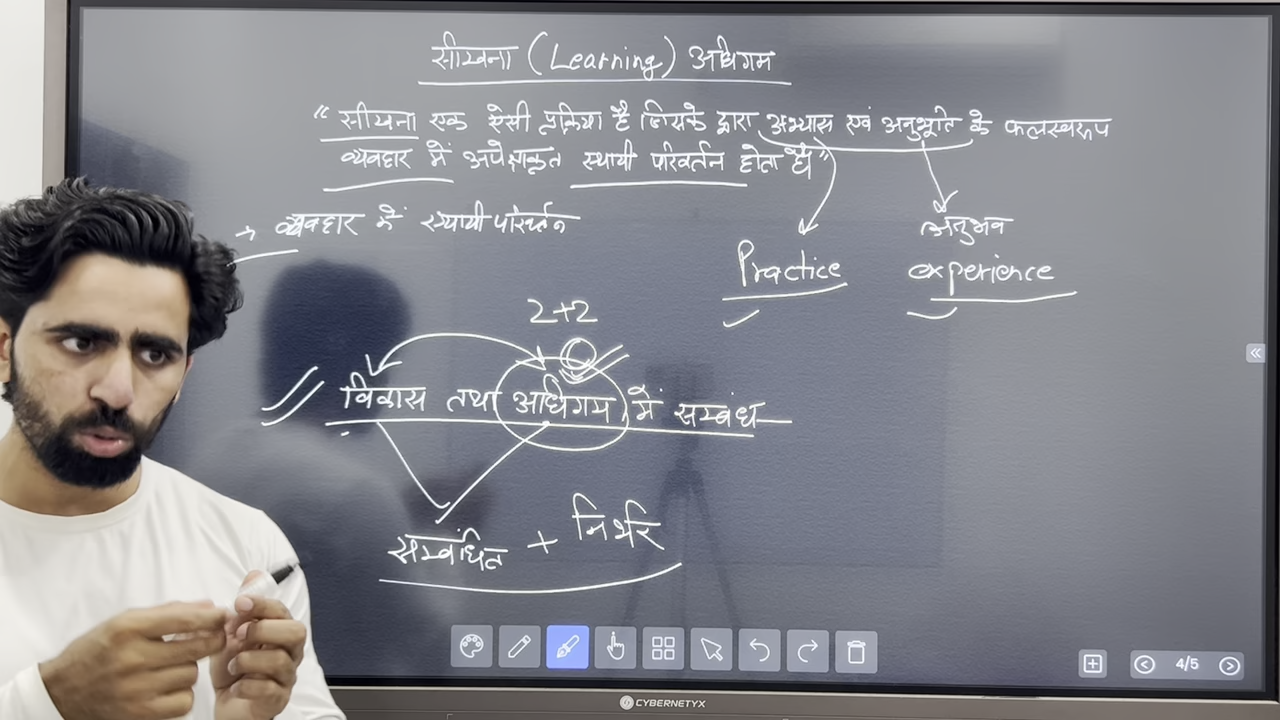 सीखना (Learning) अधिगम
“सीखना एक ऐसी प्रक्रिया है जिसके द्वारा अभ्यास एवं अनुभूति के फलस्वरूप
व्यवहार में अपेक्षाकृत स्थायी परिवर्तन होता है”
→ व्यवहार में स्थायी परिवर्तन
अनुभव
Practice experience
2+2
विकास तथा अधिगम में सम्बंध
सम्बंधित + निर्भर
4/5
CYBERNETYX